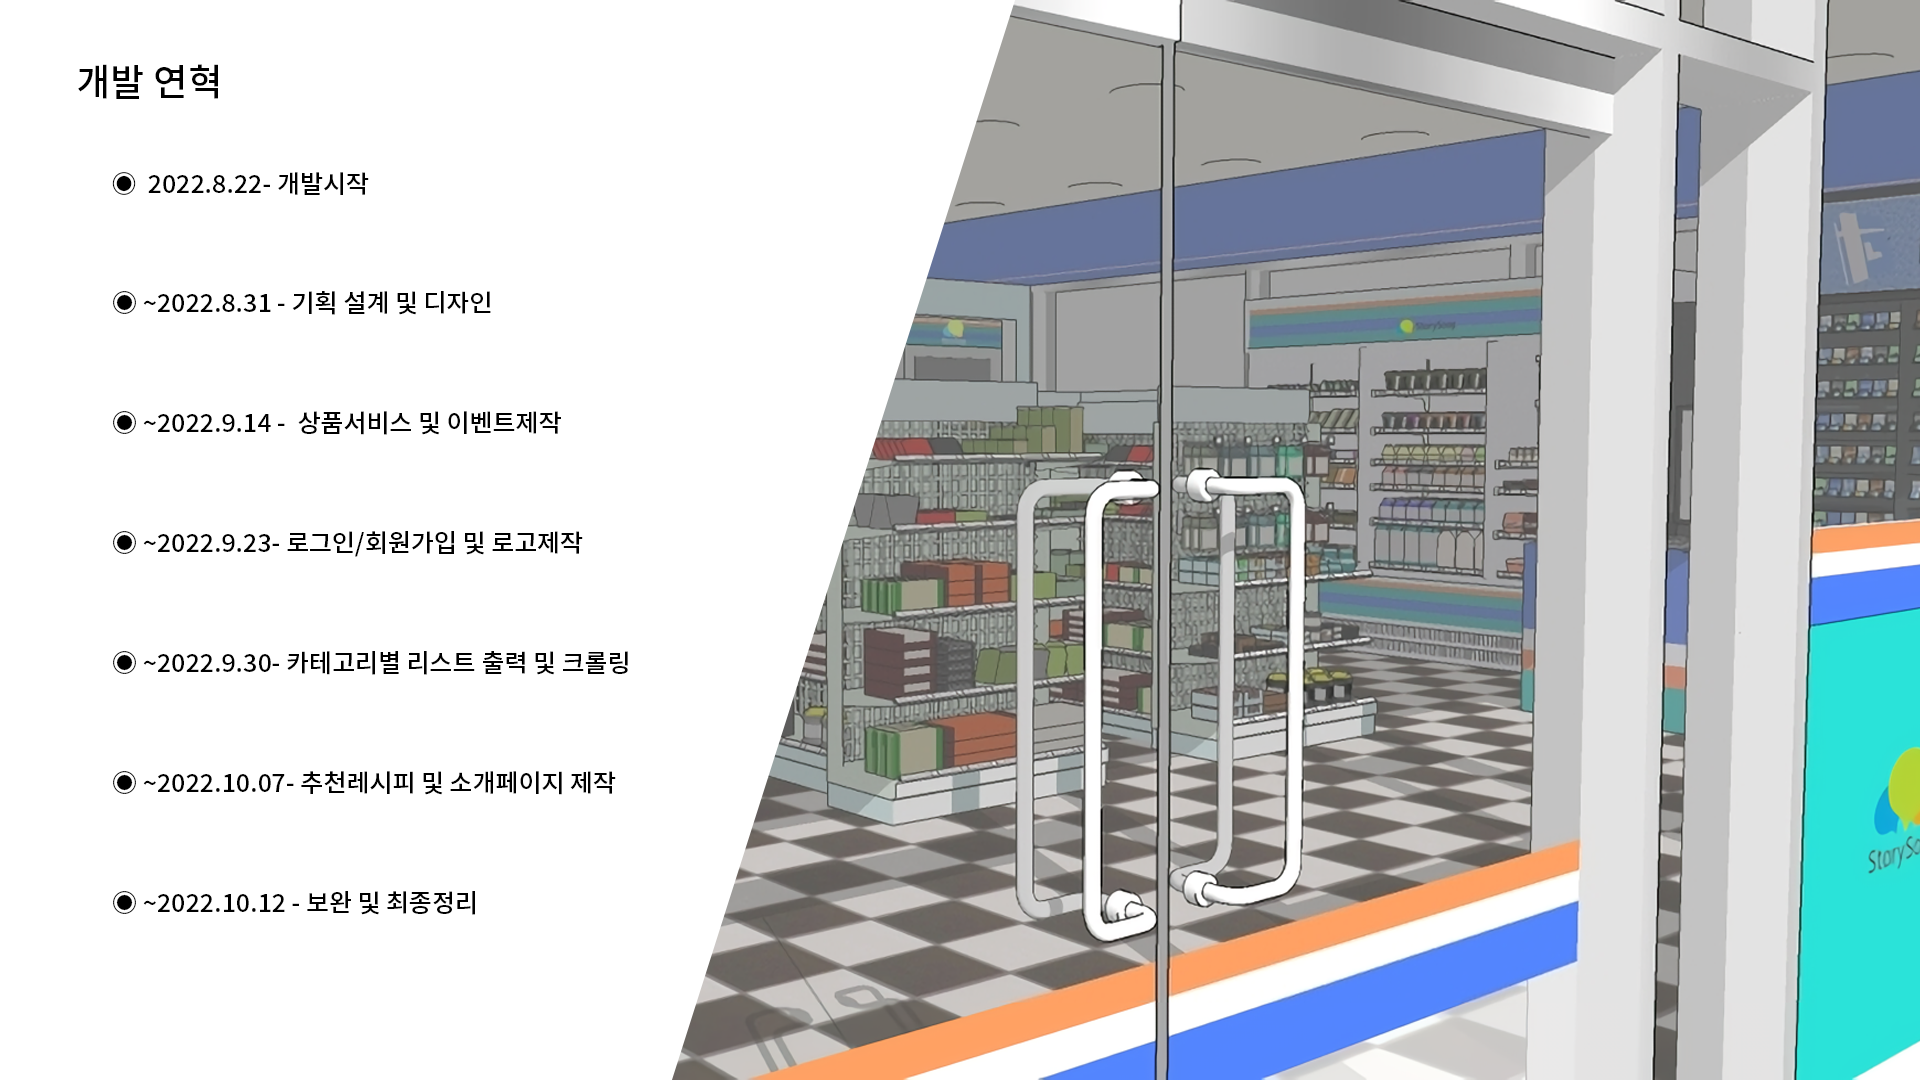 개발 연혁
◉ 2022.8.22- 개발시작
◉ ~2022.8.31 - 기획 설계 및 디자인
◉ ~2022.9.14 - 상품서비스 및 이벤트제작
◉ ~2022.9.23- 로그인/회원가입 및 로고제작
◉ ~2022.9.30- 카테고리별 리스트 출력 및 크롤링
◉ ~2022.10.07- 추천레시피 및 소개페이지 제작
◉ ~2022.10.12 - 보완 및 최종정리